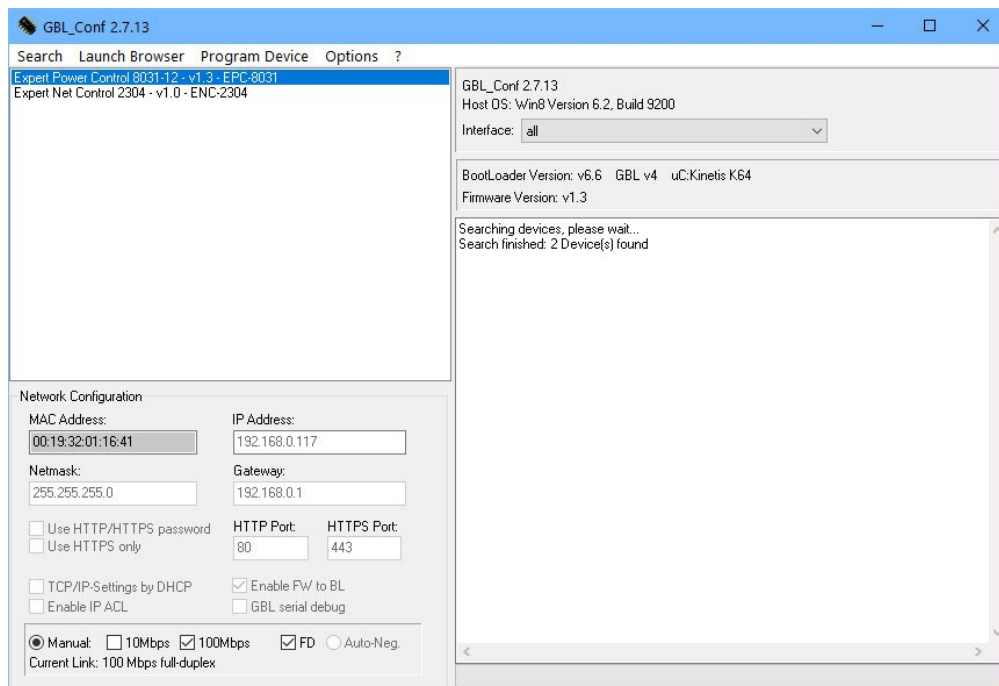 GBL_Conf 2.7.13
Search Launch Browser Program Device Options ?
Expert Power Control 8031-12 - v1.3 - EPC-8031
Expert Net Control 2304 - v1.0 - ENC-2304
GBL_Conf 2.7.13
Host OS: Win8 Version 6.2, Build 9200
Interface: all
BootLoader Version: v6.6 GBL v4 uC:Kinetis K64
Firmware Version: v1.3
Searching devices, please wait...
Search finished: 2 Device(s) found
Network Configuration
MAC Address: IP Address:
00:19:32:01:16:41 192.168.0.117
Netmask: Gateway:
255.255.255.0 192.168.0.1
Use HTTP/HTTPS password HTTP Port: HTTPS Port:
Use HTTPS only 80 443
TCP/IP-Settings by DHCP Enable FW to BL
Enable IP ACL GBL serial debug
Manual: 10Mbps 100Mbps FD Auto-Neg.
Current Link: 100 Mbps full-duplex